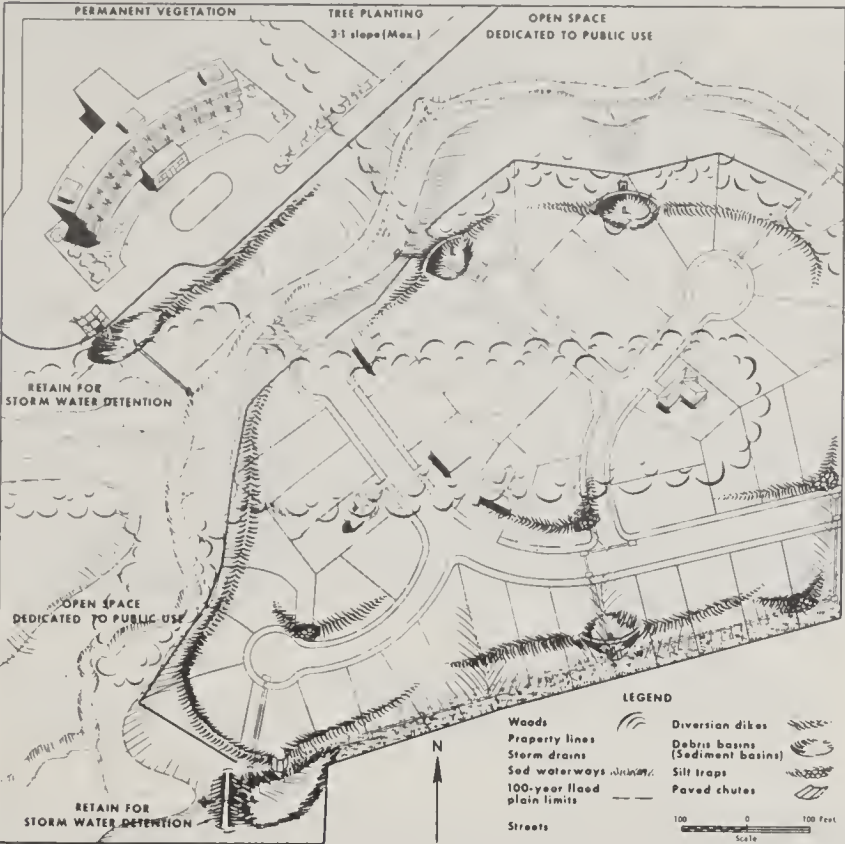 PERMANENT VEGETATION
TREE PLANTING
3-1 slope (Max.)
OPEN SPACE
DEDICATED TO PUBLIC USE
RETAIN FOR
STORM WATER DETENTION
OPEN SPACE
DEDICATED TO PUBLIC USE
RETAIN FOR
STORM WATER DETENTION
N
LEGEND
Woods
Property lines
Storm drains
Sod waterways
100-year flood
plain limits
Streets
Diversian dikes
Debris basins
(Sediment basins)
Silt traps
Paved chutes
100 0 100 Feet
Scale